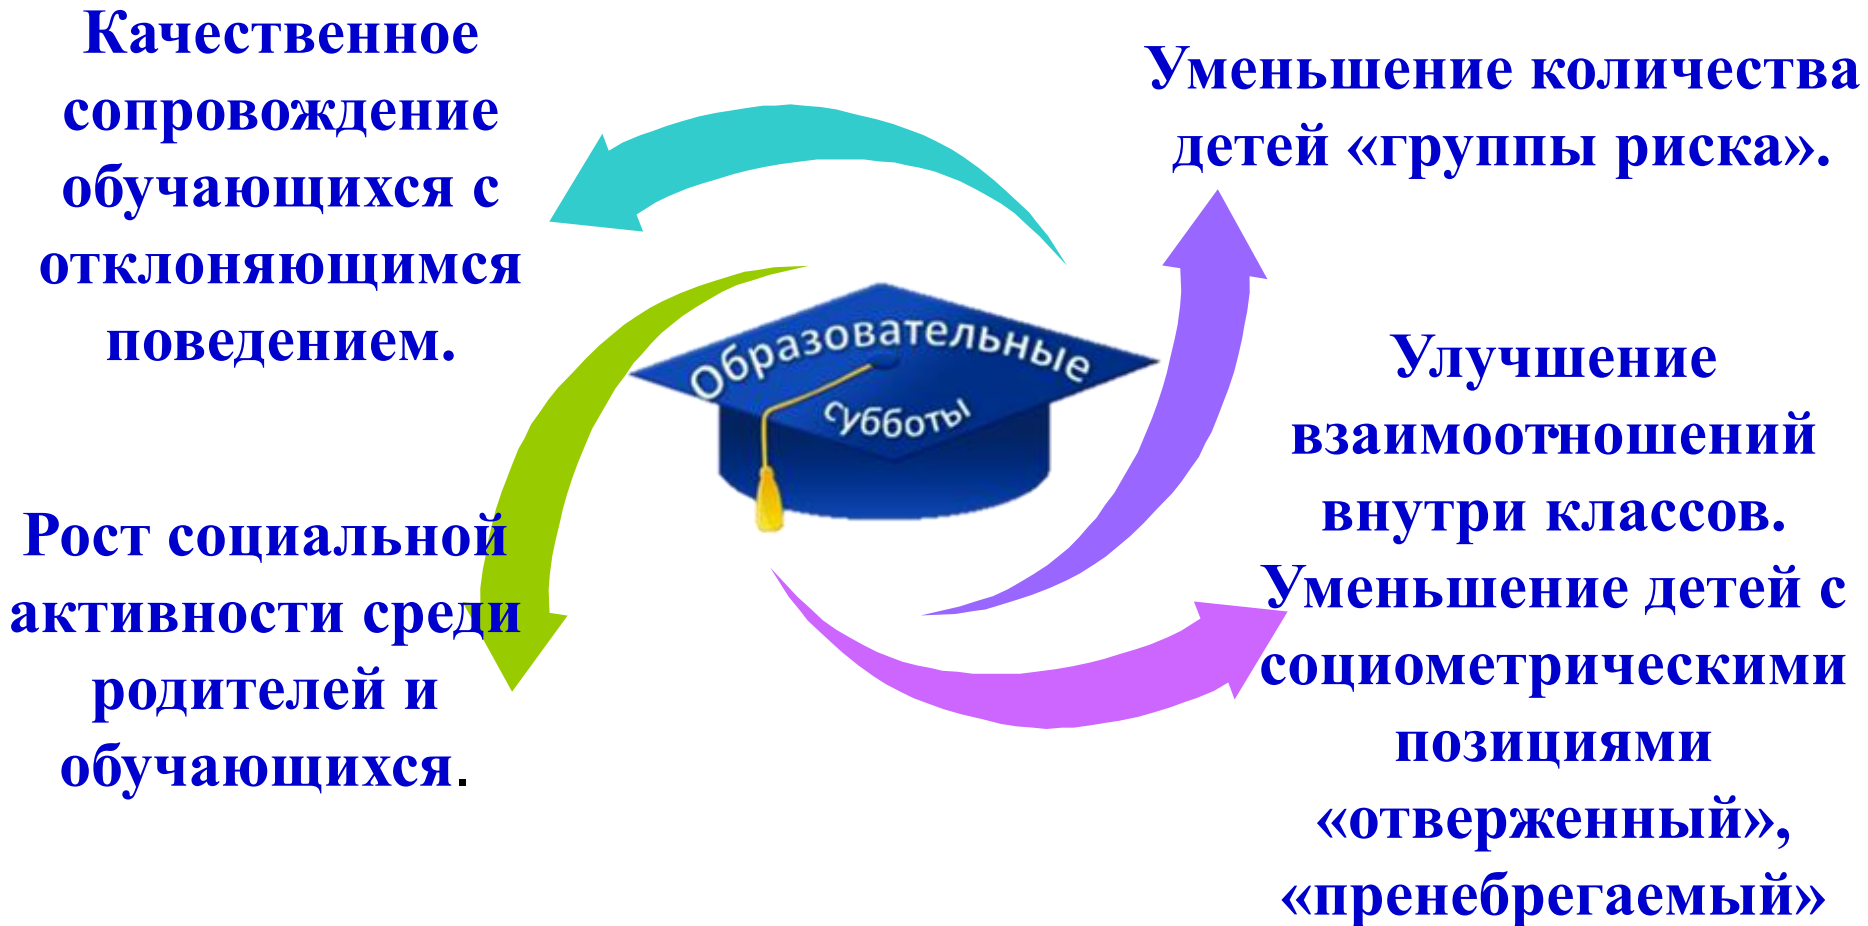 Качественное
сопровождение
обучающихся с
отклоняющимся
поведением.
Уменьшение количества
детей «группы риска».
Образовательные
субботы
Рост социальной
активности среди
родителей и
обучающихся.
Улучшение
взаимоотношений
внутри классов.
Уменьшение детей с
социометрическими
позициями
«отверженный»,
«пренебрегаемый»